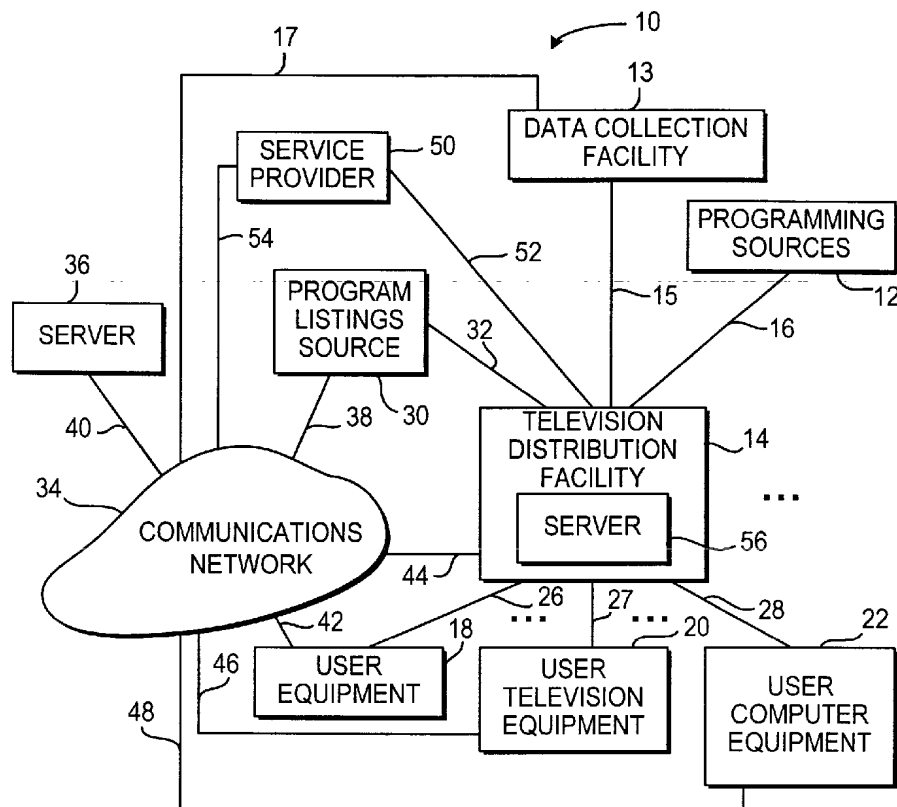 10
17
13
DATA COLLECTION
FACILITY
SERVICE
PROVIDER
50
PROGRAMMING
SOURCES
54
52
36
SERVER
PROGRAM
LISTINGS
SOURCE
15
12
16
32
40
38
30
TELEVISION
DISTRIBUTION
FACILITY
14
34
COMMUNICATIONS
NETWORK
SERVER
56
...
44
26
27
28
42
18
...
...
20
22
46
USER
EQUIPMENT
USER
TELEVISION
EQUIPMENT
USER
COMPUTER
EQUIPMENT
48